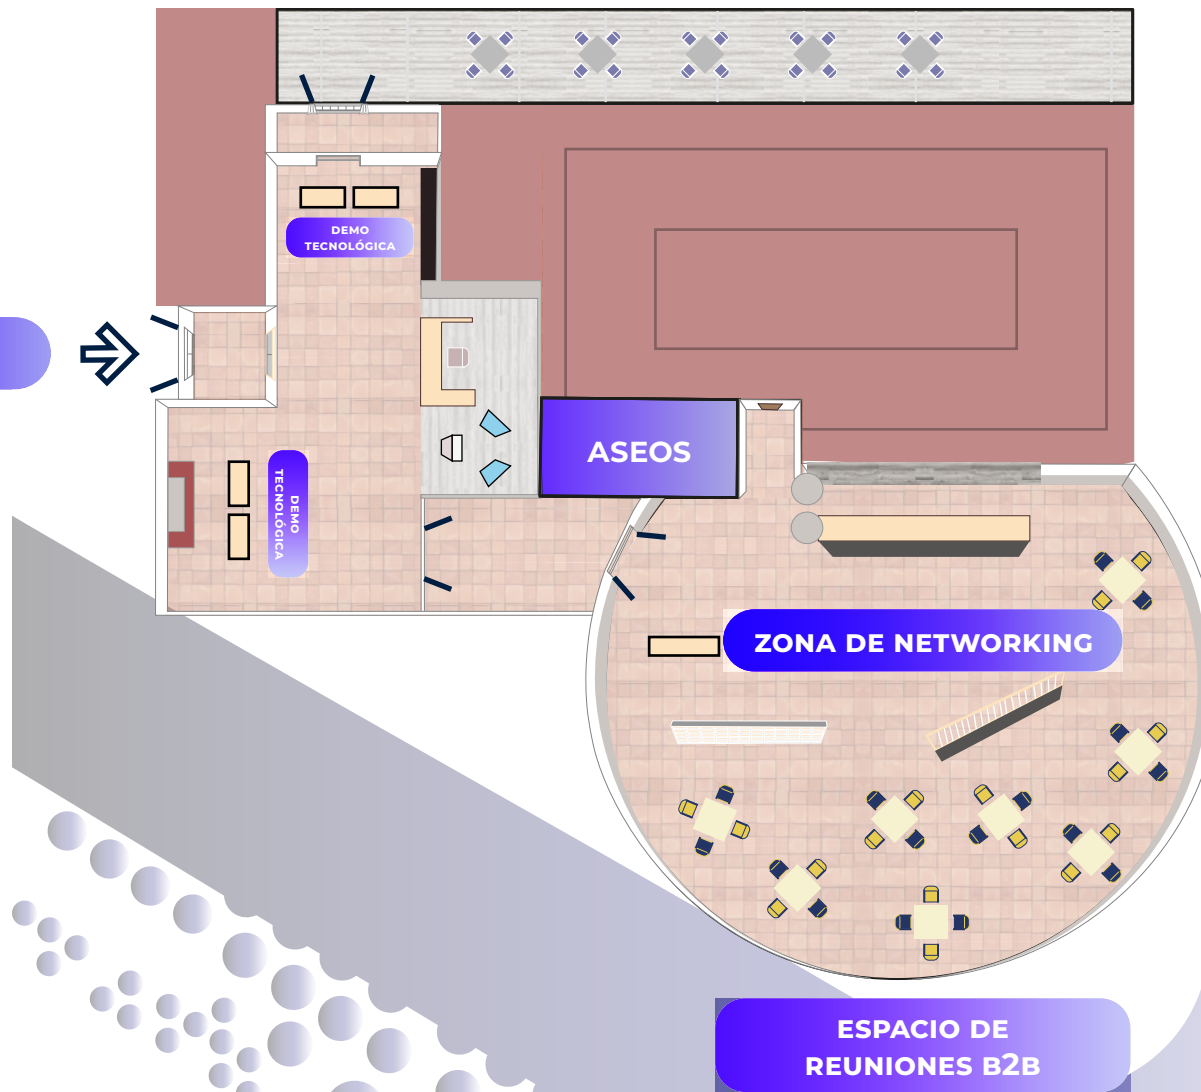 DEMO
TECNOLÓGICA
ASEOS
DEMO
TECNOLÓGICA
ZONA DE NETWORKING
ESPACIO DE
REUNIONES B2B